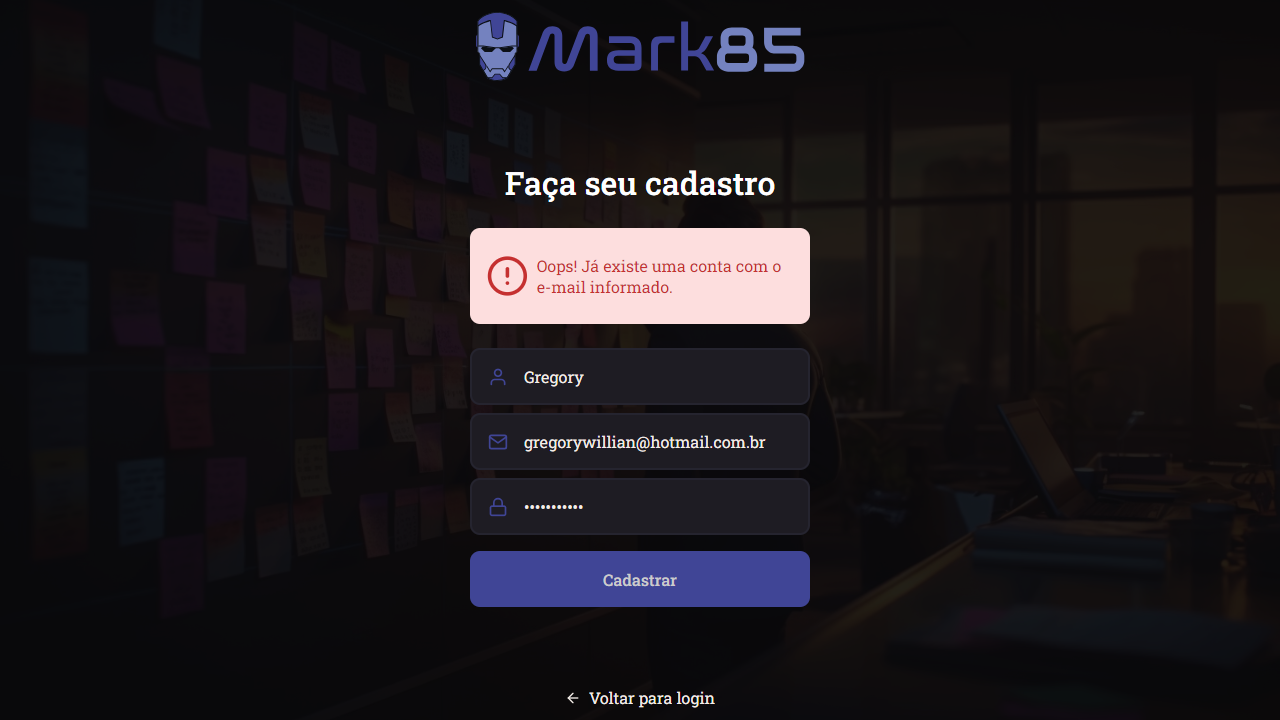 Mark85
Faça seu cadastro
Oops! Já existe uma conta com o
e-mail informado.
Gregory
gregorywillian@hotmail.com.br
•••••••••••
Cadastrar
Voltar para login